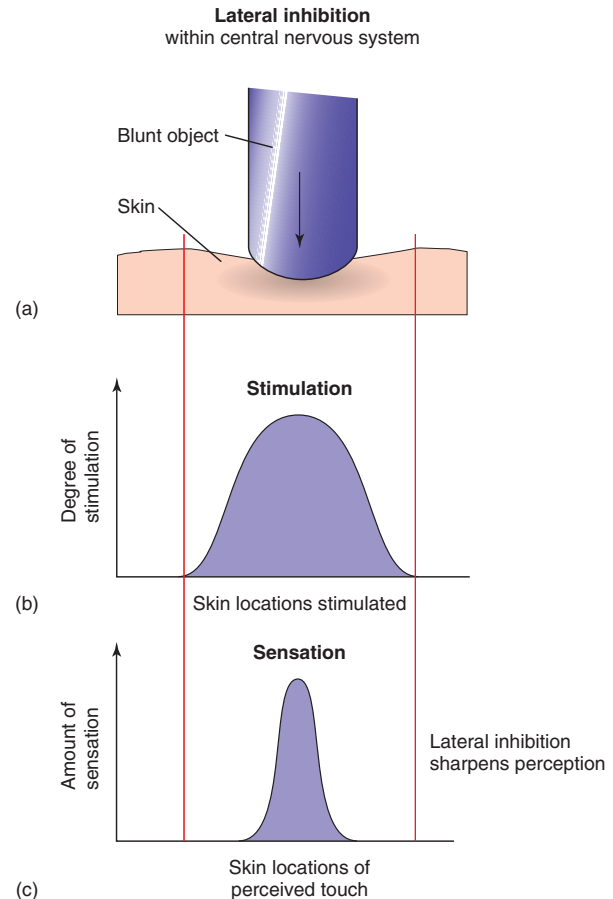 Lateral inhibition
within central nervous system
Blunt object
Skin
(a)
Stimulation
Degree of
stimulation
(b)
Skin locations stimulated
Sensation
Amount of
sensation
Lateral inhibition
sharpens perception
Skin locations of
perceived touch
(c)